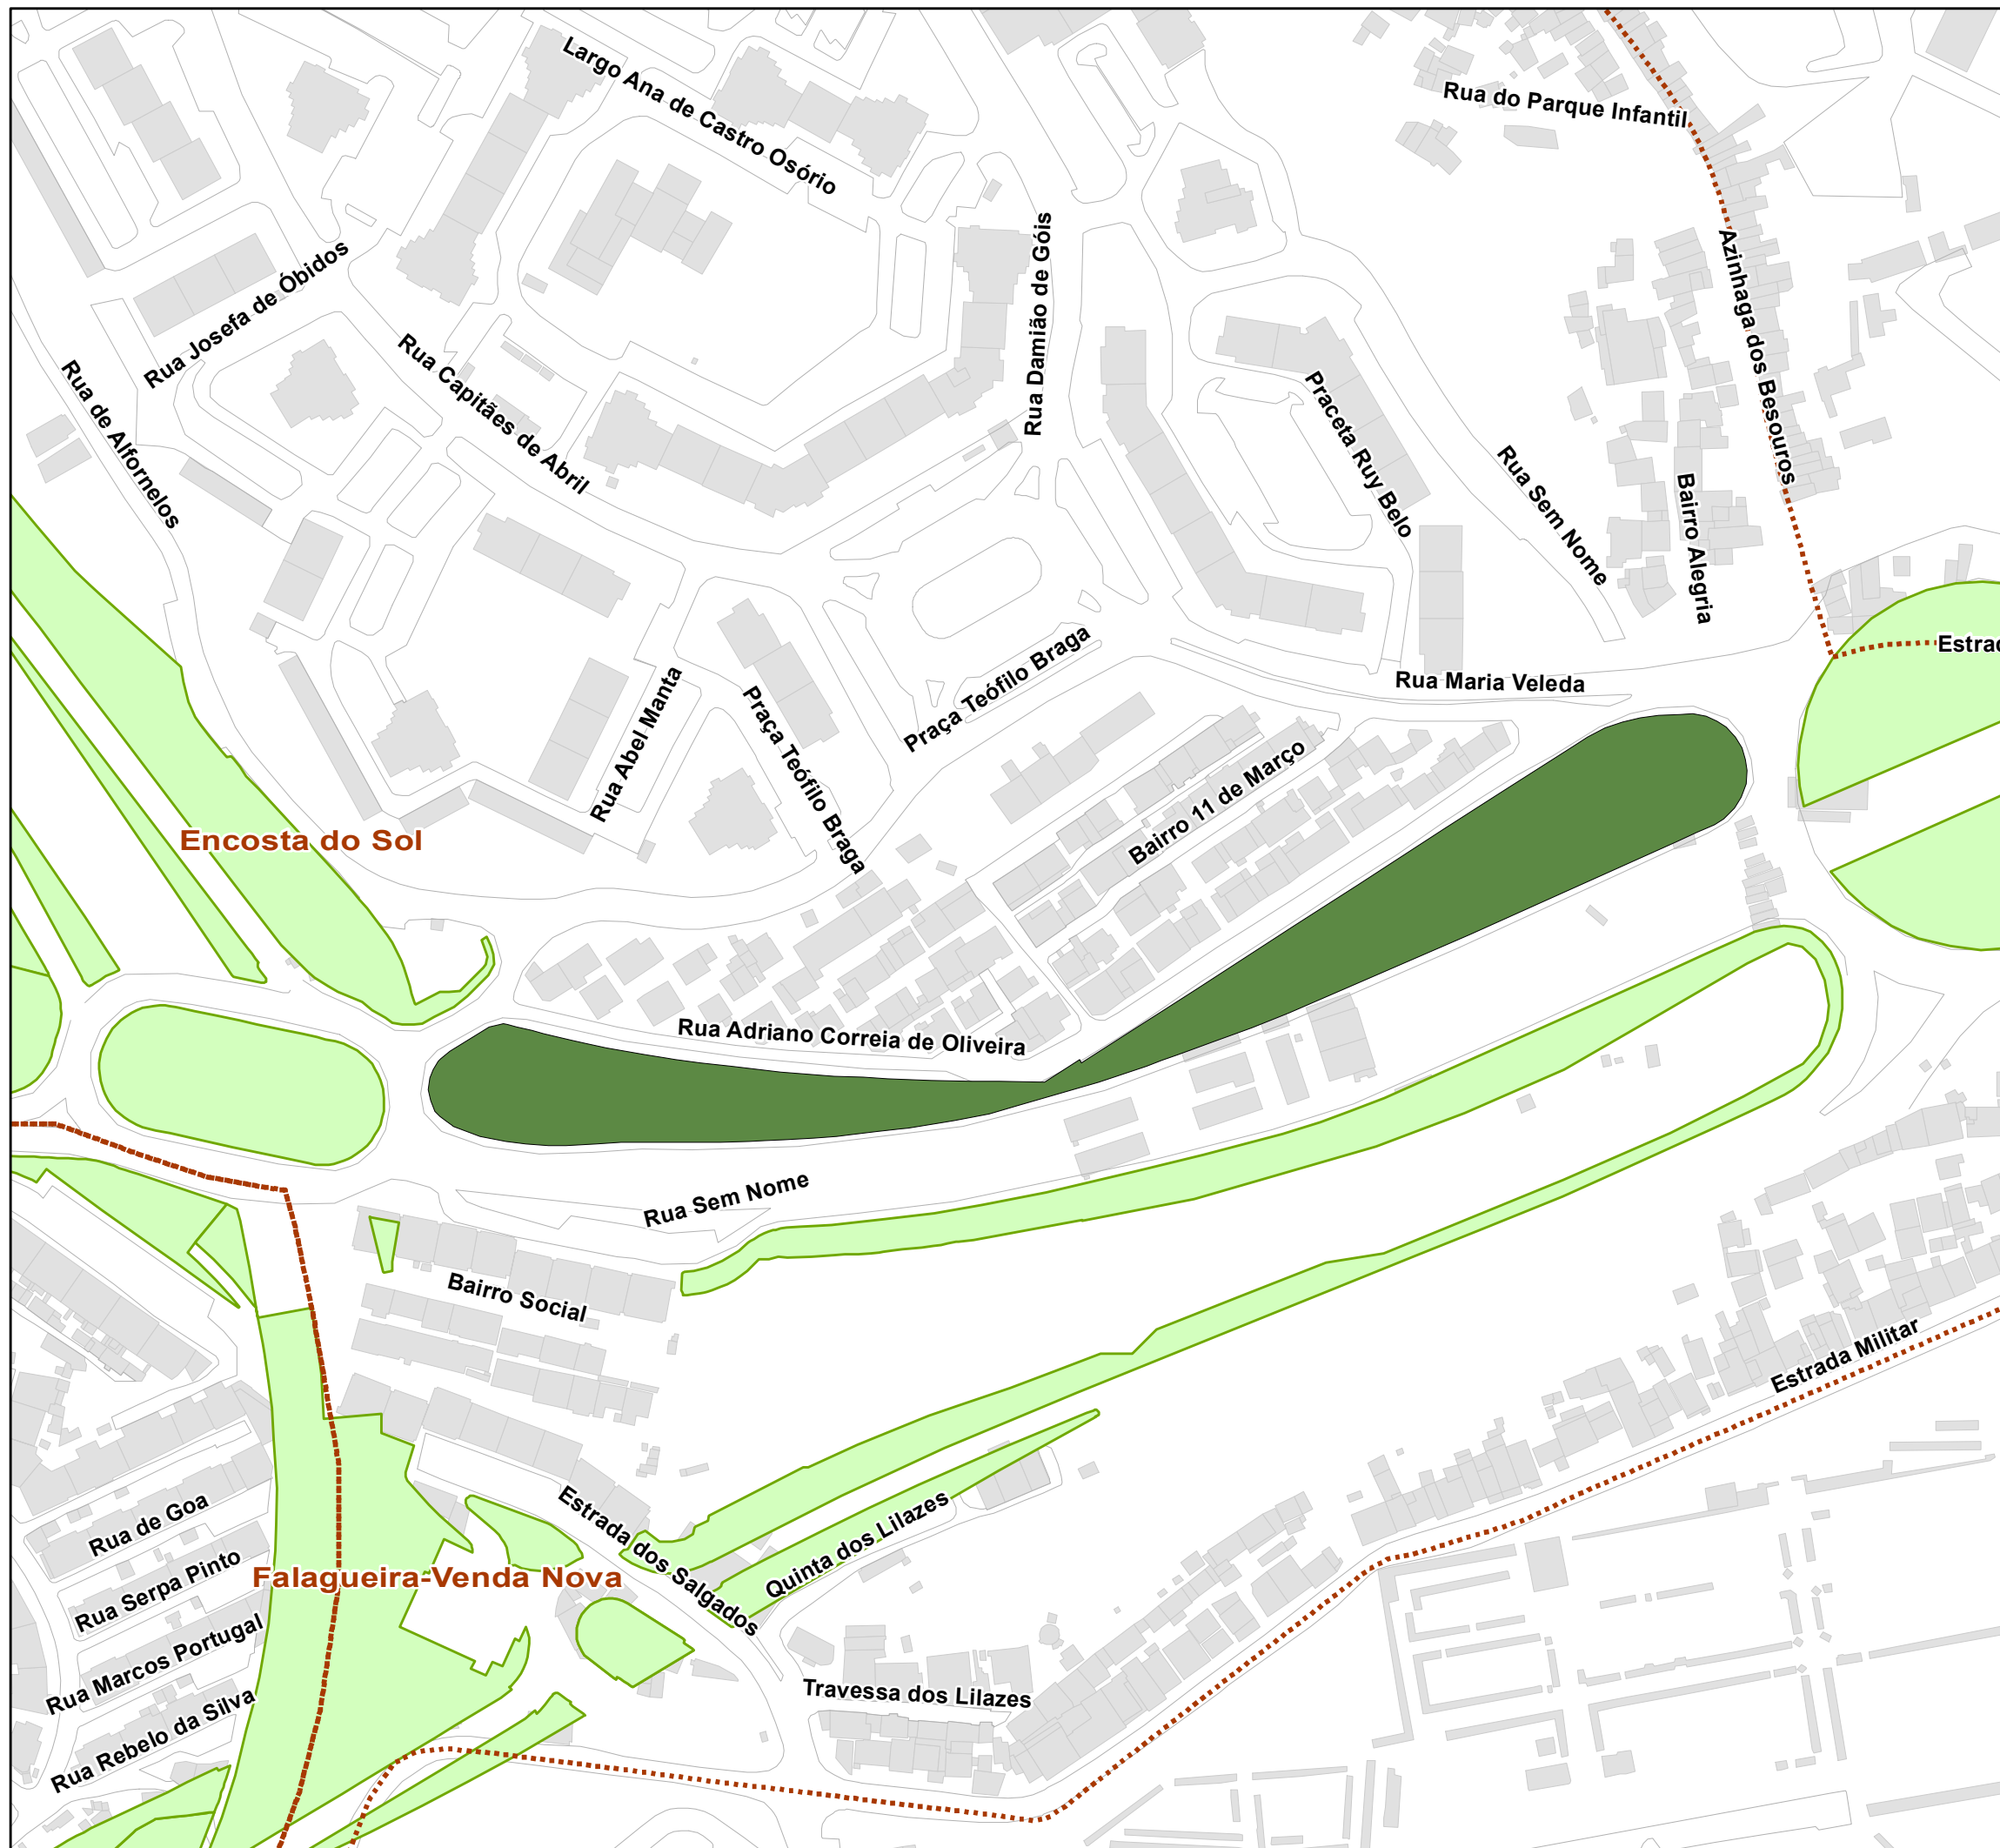 Largo Ana de Castro Osório
Rua do Parque Infantil
Rua Josefa de Óbidos
Rua Damião de Góis
Azinhaga dos Besouros
Rua de Alfornelos
Rua Capitães de Abril
Praceta Ruy Belo
Rua Sem Nome
Bairro Alegria
Estrad
Praça Teófilo Braga
Rua Maria Veleda
Rua Abel Manta
Praça Teófilo Braga
Bairro 11 de Março
Encosta do Sol
Rua Adriano Correia de Oliveira
Rua Sem Nome
Bairro Social
Estrada Militar
Rua de Goa
Estrada dos Salgados
Quinta dos Lilazes
Falagueira-Venda Nova
Rua Serpa Pinto
Rua Marcos Portugal
Travessa dos Lilazes
Rua Rebelo da Silva